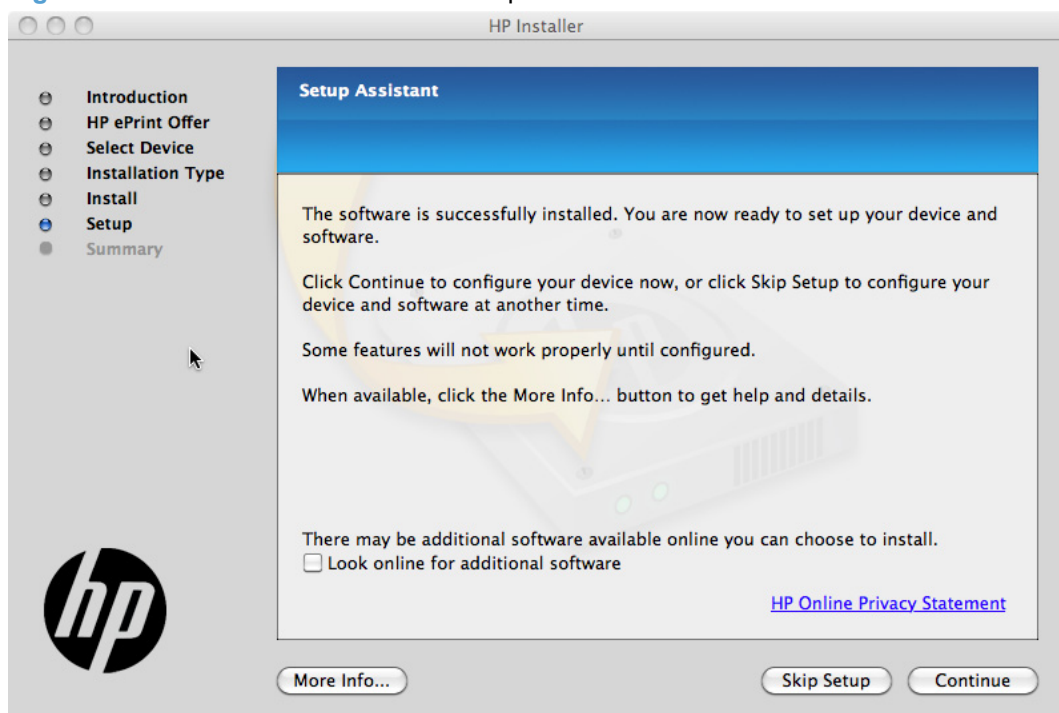 HP Installer
Introduction
HP ePrint Offer
Select Device
Installation Type
Install
Setup
Summary
Setup Assistant
The software is successfully installed. You are now ready to set up your device and
software.
Click Continue to configure your device now, or click Skip Setup to configure your
device and software at another time.
Some features will not work properly until configured.
When available, click the More Info... button to get help and details.
There may be additional software available online you can choose to install.
Look online for additional software
HP Online Privacy Statement
hp
More Info...
Skip Setup
Continue